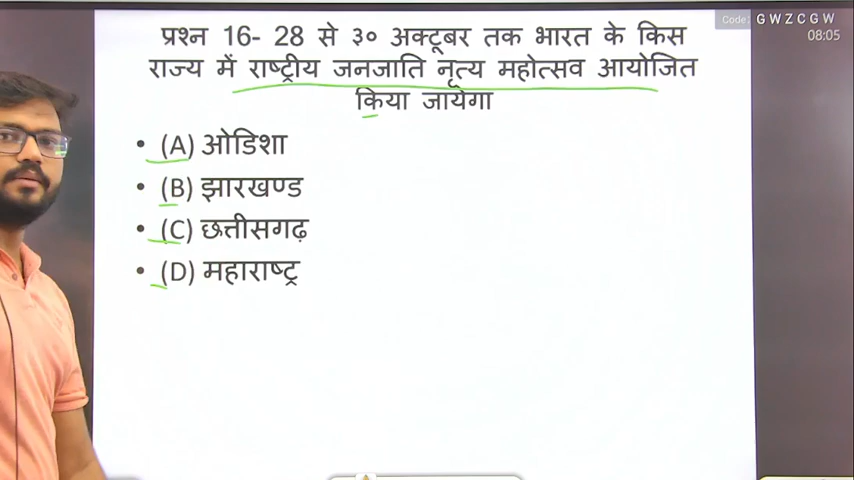 Code: GWZCGW
08:05
प्रश्न 16- 28 से ३० अक्टूबर तक भारत के किस
राज्य में राष्ट्रीय जनजाति नृत्य महोत्सव आयोजित
किया जायेगा
• (A) ओडिशा
• (B) झारखण्ड
• (C) छत्तीसगढ़
• (D) महाराष्ट्र